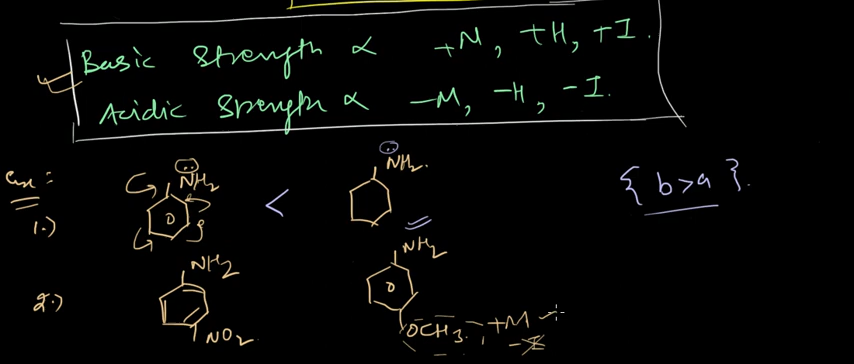 Basic Strength ∝ +M, +H, +I.
Acidic Strength ∝ -M, -H, -I.
Ex:
1.) NH2 < NH2. { b>a }.
2.) NH2 NH2
NO2 OCH3. , +M
-I